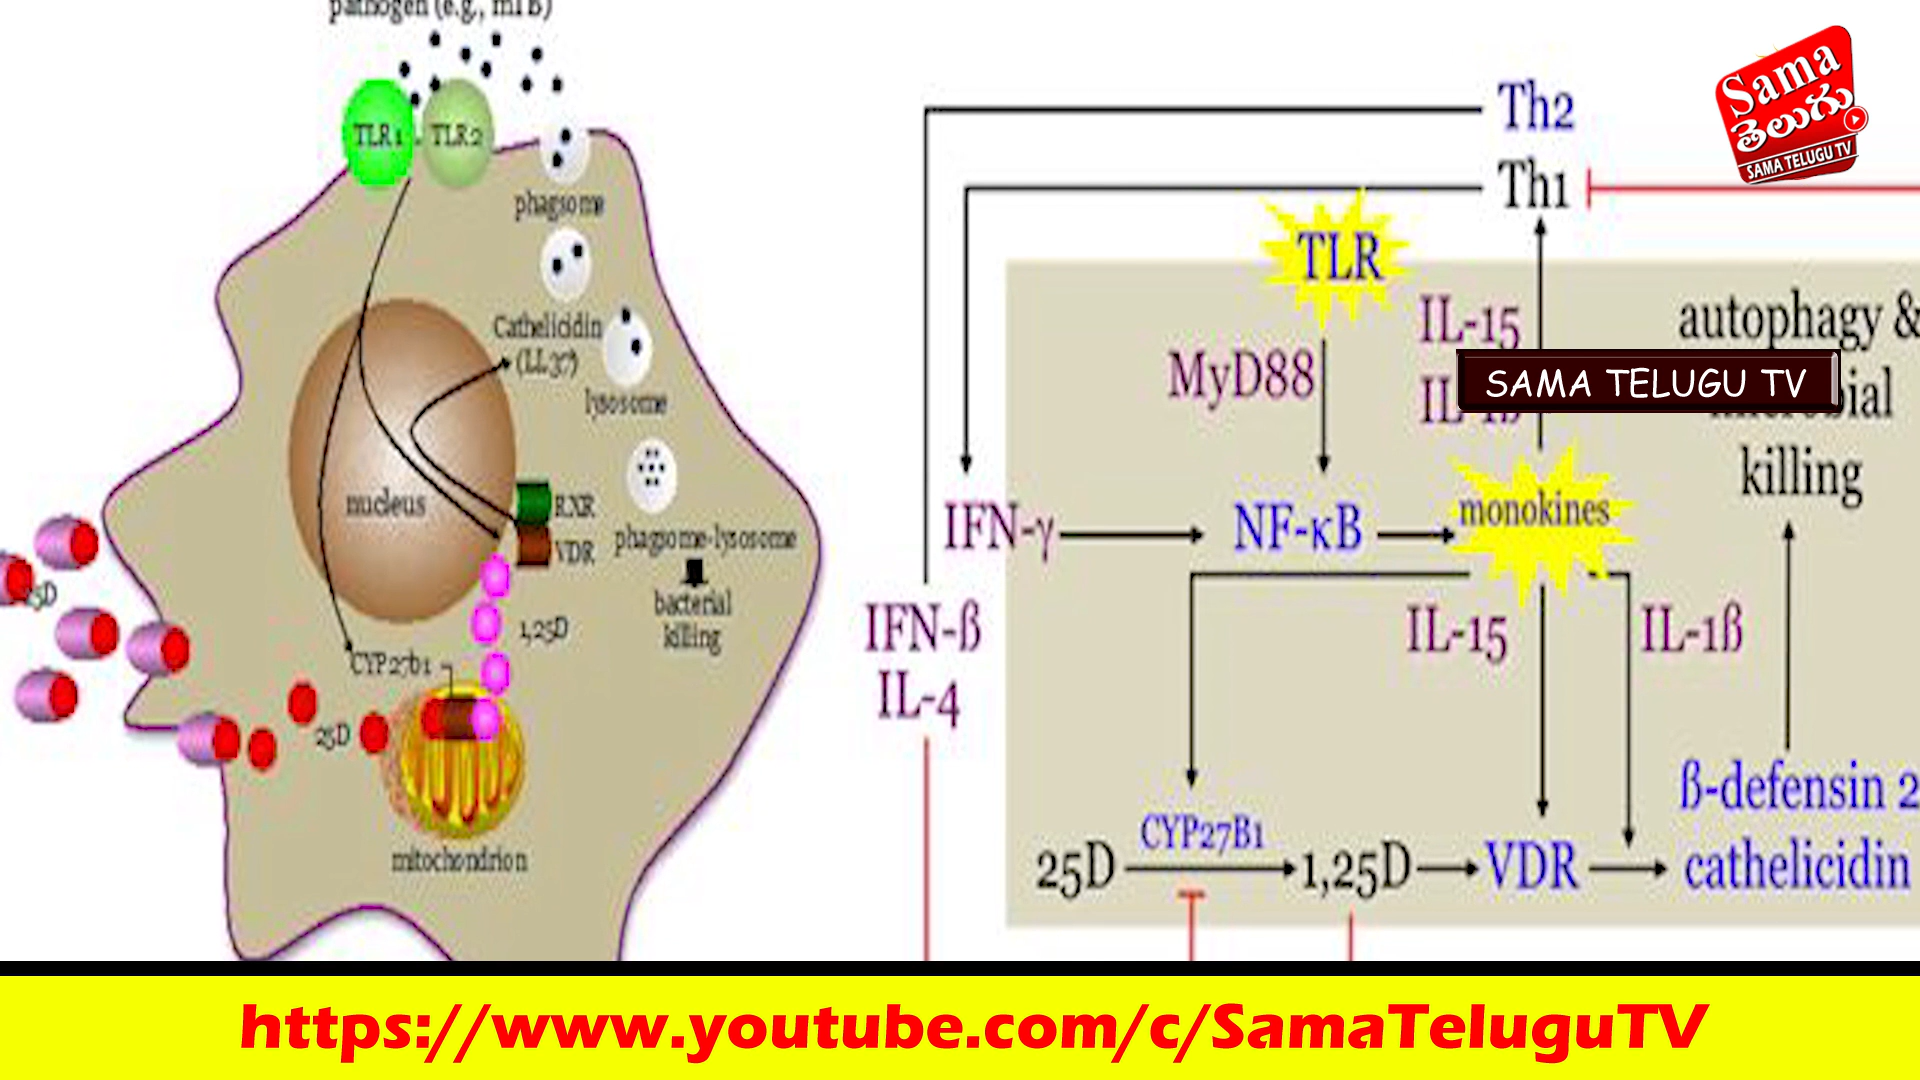 pathogen (e.g., mTB)
TLR1
TLR2
phagsome
Cathelicidin
(LL37)
lysosome
nucleus
RXR
VDR
phagsome-lysosome
bacterial
killing
1,25D
CYP27b1
25D
25D
mitochondrion
Th2
Th1
TLR
MyD88
IL-15
IL-1ß
autophagy &
microbial
killing
IFN-γ
NF-κB
monokines
IFN-ß
IL-4
IL-15
IL-1ß
CYP27B1
25D
1,25D
VDR
ß-defensin 2
cathelicidin
Sama
తెలుగు
SAMA TELUGU TV
SAMA TELUGU TV
https://www.youtube.com/c/SamaTeluguTV